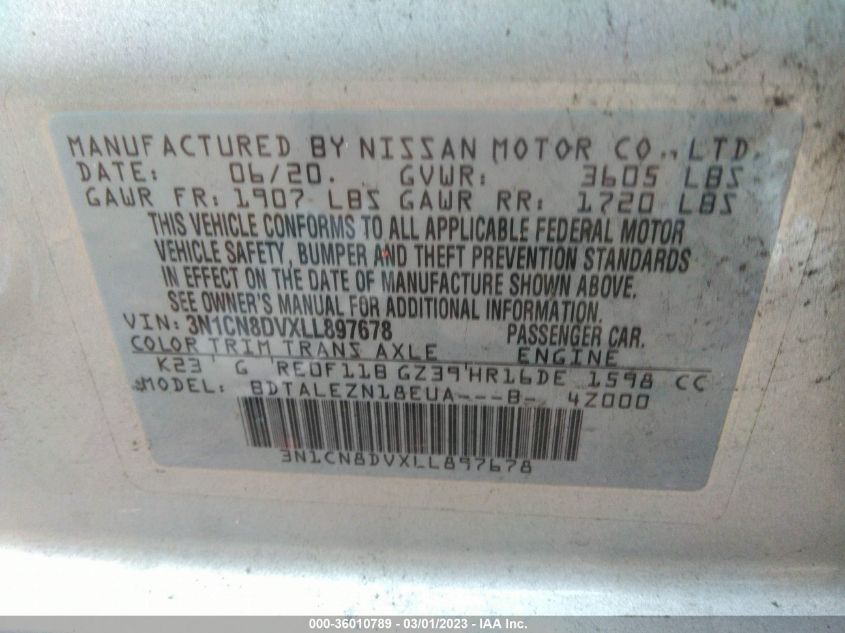 MANUFACTURED BY NISSAN MOTOR CO., LTD.
DATE: 06/20. GVWR: 3605 LBS
GAWR FR: 1907 LBS GAWR RR: 1720 LBS
THIS VEHICLE CONFORMS TO ALL APPLICABLE FEDERAL MOTOR
VEHICLE SAFETY, BUMPER AND THEFT PREVENTION STANDARDS
IN EFFECT ON THE DATE OF MANUFACTURE SHOWN ABOVE.
SEE OWNER'S MANUAL FOR ADDITIONAL INFORMATION.
VIN: 3N1CN8DVXLL897678 PASSENGER CAR.
COLOR TRIM TRANS AXLE ENGINE
K23 G RE0F11B GZ39 HR16DE 1598 CC
MODEL: BDTALEZN18EUA---B- 4Z000
3N1CN8DVXLL897678
000-36010789 - 03/01/2023 - IAA Inc.